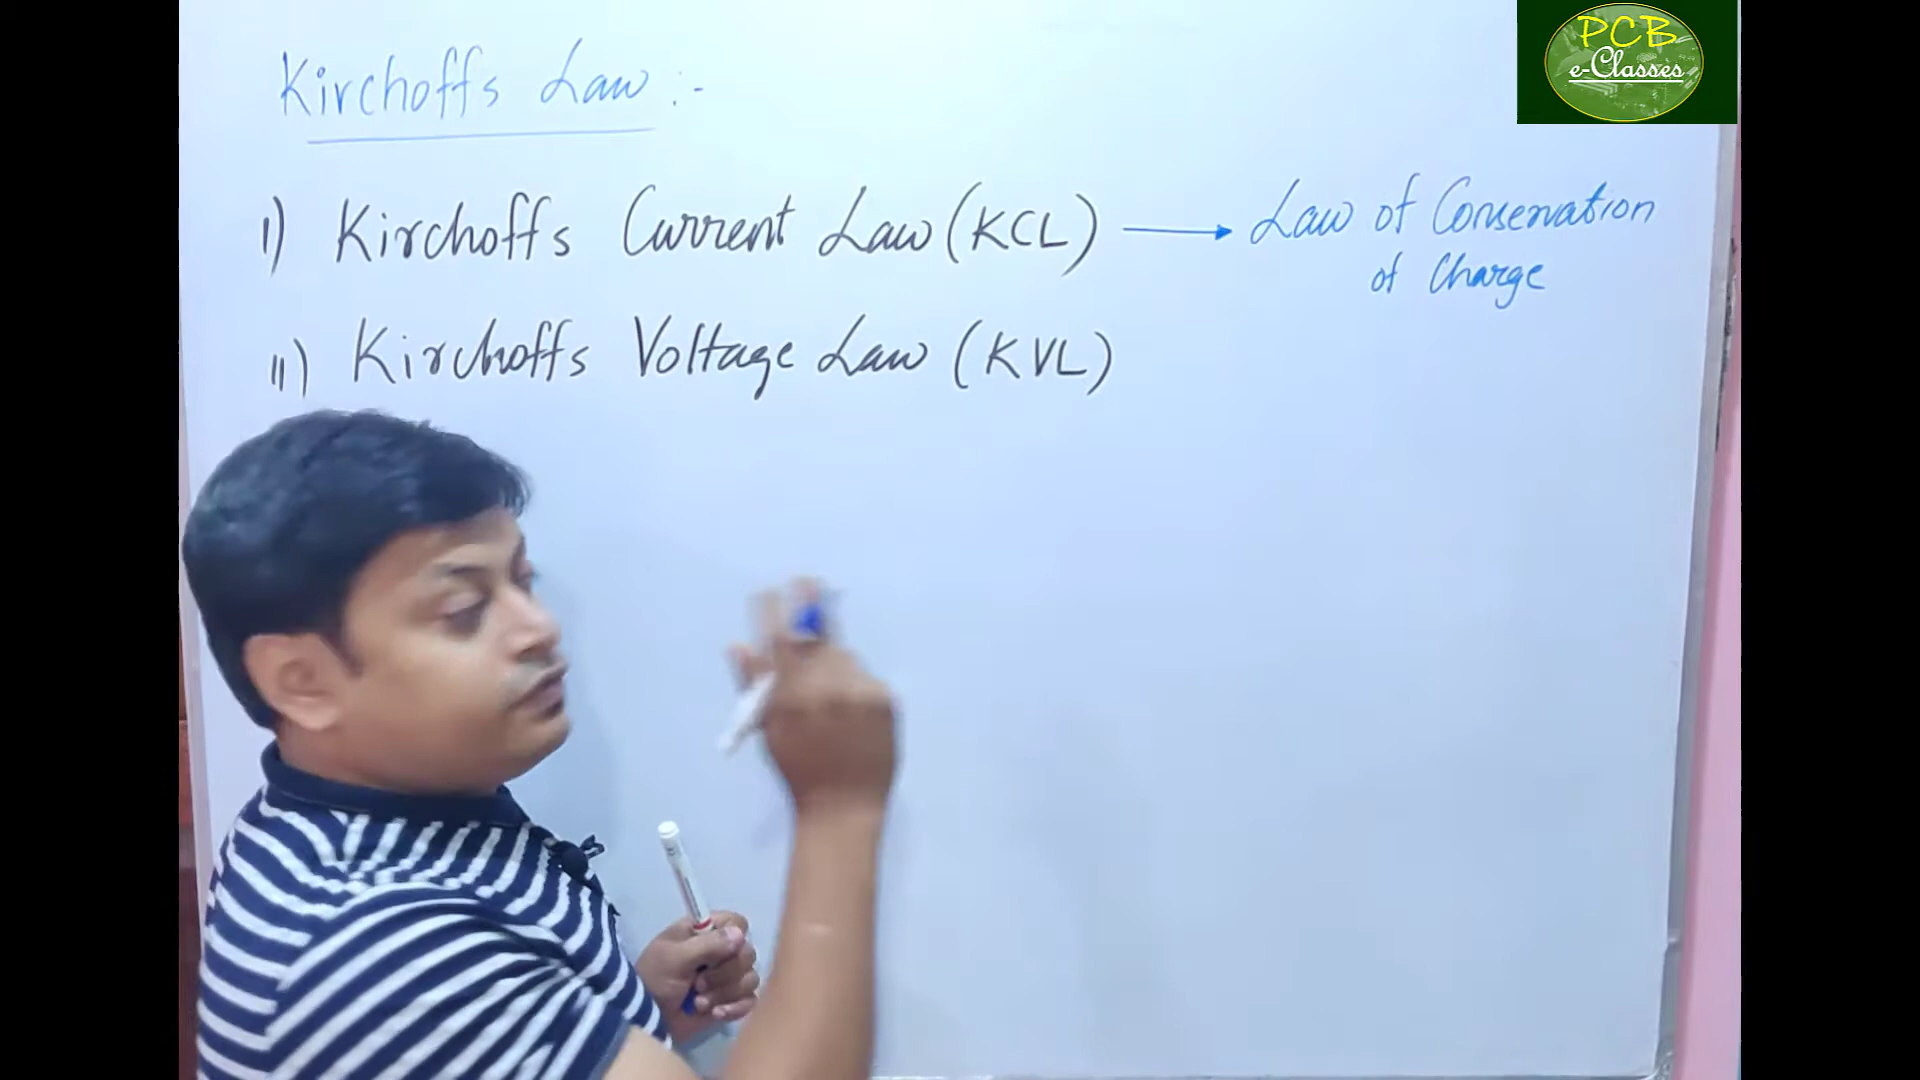 PCB
e-Classes
Kirchoffs Law :-
I) Kirchoffs Current Law (KCL) → Law of Conservation
of Charge
II) Kirchoffs Voltage Law (KVL)